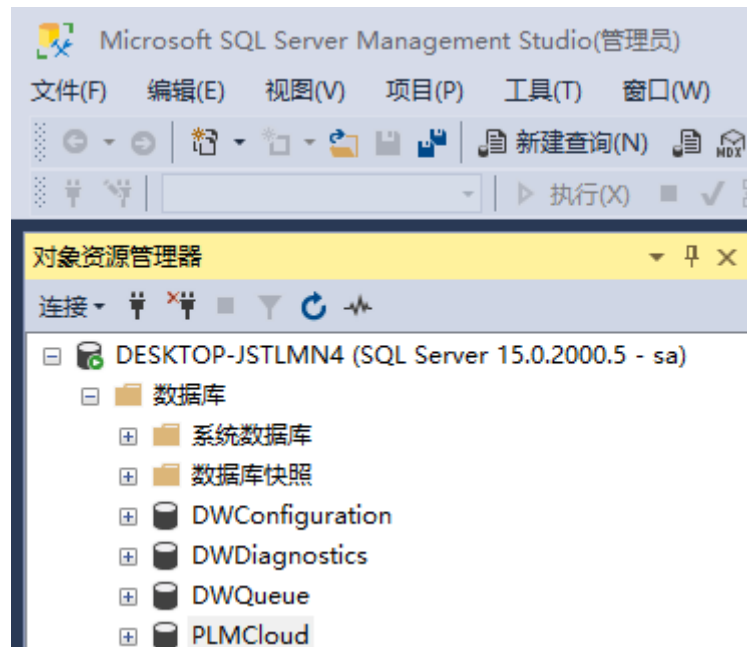 Microsoft SQL Server Management Studio(管理员)
文件(F) 编辑(E) 视图(V) 项目(P) 工具(T) 窗口(W)
新建查询(N) MDX
执行(X)
对象资源管理器
连接
DESKTOP-JSTLMN4 (SQL Server 15.0.2000.5 - sa)
数据库
系统数据库
数据库快照
DWConfiguration
DWDiagnostics
DWQueue
PLMCloud